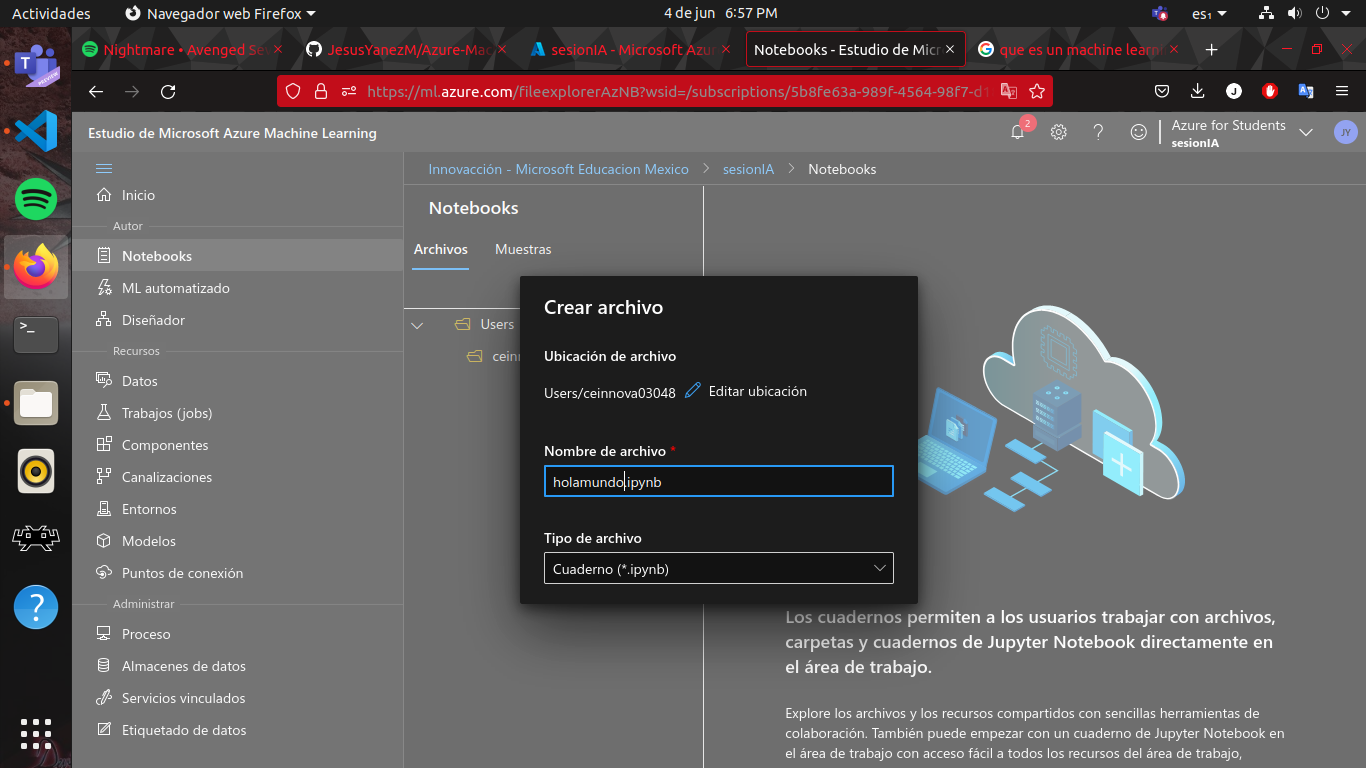 Actividades
Navegador web Firefox
4 de jun 6:57 PM
es₁
Nightmare • Avenged Se
JesusYanezM/Azure-Mac
sesionIA - Microsoft Azur
Notebooks - Estudio de Micr
que es un machine learni
https://ml.azure.com/fileexplorerAzNB?wsid=/subscriptions/5b8fe63a-989f-4564-98f7-d1
Estudio de Microsoft Azure Machine Learning
2
Azure for Students
sesionIA
JY
Innovacción - Microsoft Educacion Mexico
sesionIA
Notebooks
Inicio
Autor
Notebooks
ML automatizado
Diseñador
Recursos
Datos
Trabajos (jobs)
Componentes
Canalizaciones
Entornos
Modelos
Puntos de conexión
Administrar
Proceso
Almacenes de datos
Servicios vinculados
Etiquetado de datos
Notebooks
Archivos
Muestras
Users
ceinn
Crear archivo
Ubicación de archivo
Users/ceinnova03048
Editar ubicación
Nombre de archivo *
holamundo.ipynb
Tipo de archivo
Cuaderno (*.ipynb)
Los cuadernos permiten a los usuarios trabajar con archivos,
carpetas y cuadernos de Jupyter Notebook directamente en
el área de trabajo.
Explore los archivos y los recursos compartidos con sencillas herramientas de
colaboración. También puede empezar con un cuaderno de Jupyter Notebook en
el área de trabajo con acceso fácil a todos los recursos del área de trabajo,